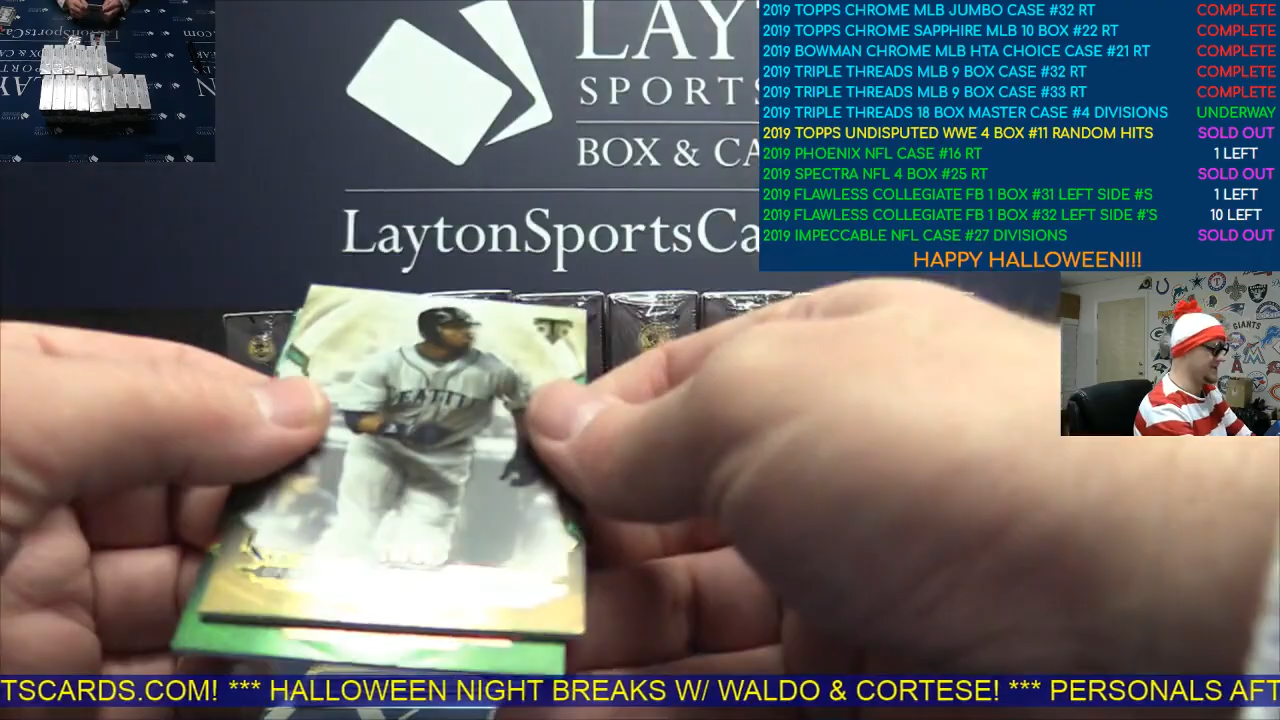 LAY
SPORTS
BOX & CA
LaytonSportsCa
2019 TOPPS CHROME MLB JUMBO CASE #32 RT COMPLETE
2019 TOPPS CHROME SAPPHIRE MLB 10 BOX #22 RT COMPLETE
2019 BOWMAN CHROME MLB HTA CHOICE CASE #21 RT COMPLETE
2019 TRIPLE THREADS MLB 9 BOX CASE #32 RT COMPLETE
2019 TRIPLE THREADS MLB 9 BOX CASE #33 RT COMPLETE
2019 TRIPLE THREADS 18 BOX MASTER CASE #4 DIVISIONS UNDERWAY
2019 TOPPS UNDISPUTED WWE 4 BOX #11 RANDOM HITS SOLD OUT
2019 PHOENIX NFL CASE #16 RT 1 LEFT
2019 SPECTRA NFL 4 BOX #25 RT SOLD OUT
2019 FLAWLESS COLLEGIATE FB 1 BOX #31 LEFT SIDE #S 1 LEFT
2019 FLAWLESS COLLEGIATE FB 1 BOX #32 LEFT SIDE #'S 10 LEFT
2019 IMPECCABLE NFL CASE #27 DIVISIONS SOLD OUT
HAPPY HALLOWEEN!!!
GIANTS
SEATTL
TSCARDS.COM! *** HALLOWEEN NIGHT BREAKS W/ WALDO & CORTESE! *** PERSONALS AFT